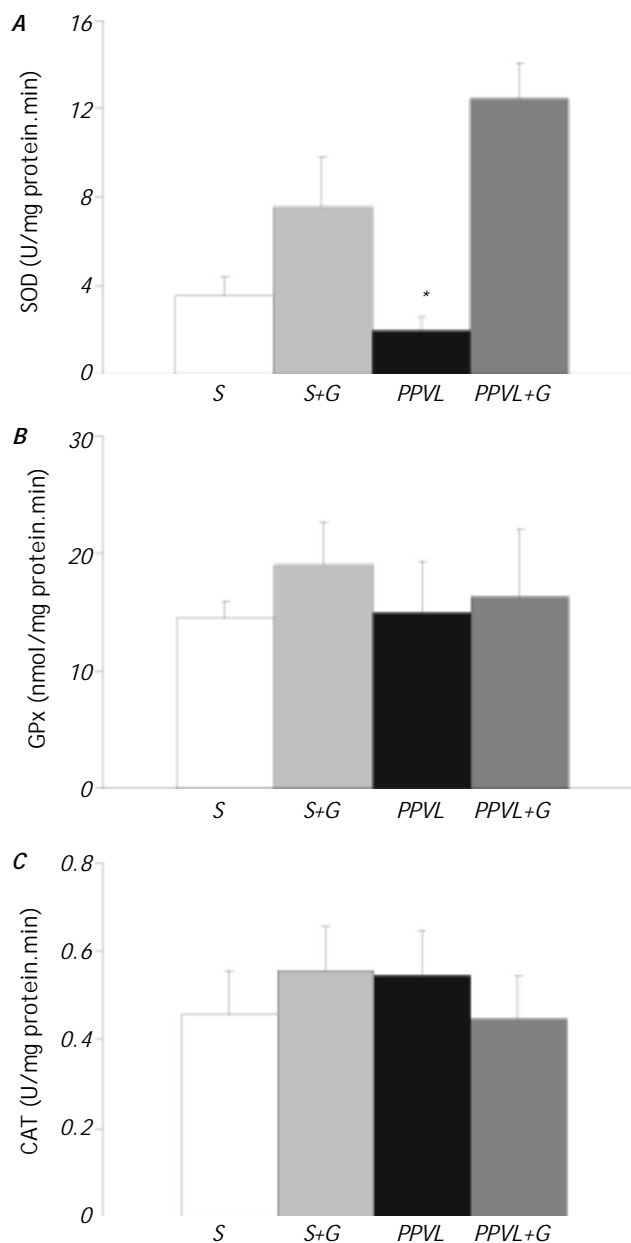 A
SOD (U/mg protein.min)
16
12
8
4
0
*
S S+G PPVL PPVL+G
B
GPx (nmol/mg protein.min)
30
20
10
0
S S+G PPVL PPVL+G
C
CAT (U/mg protein.min)
0.8
0.6
0.4
0.2
0
S S+G PPVL PPVL+G